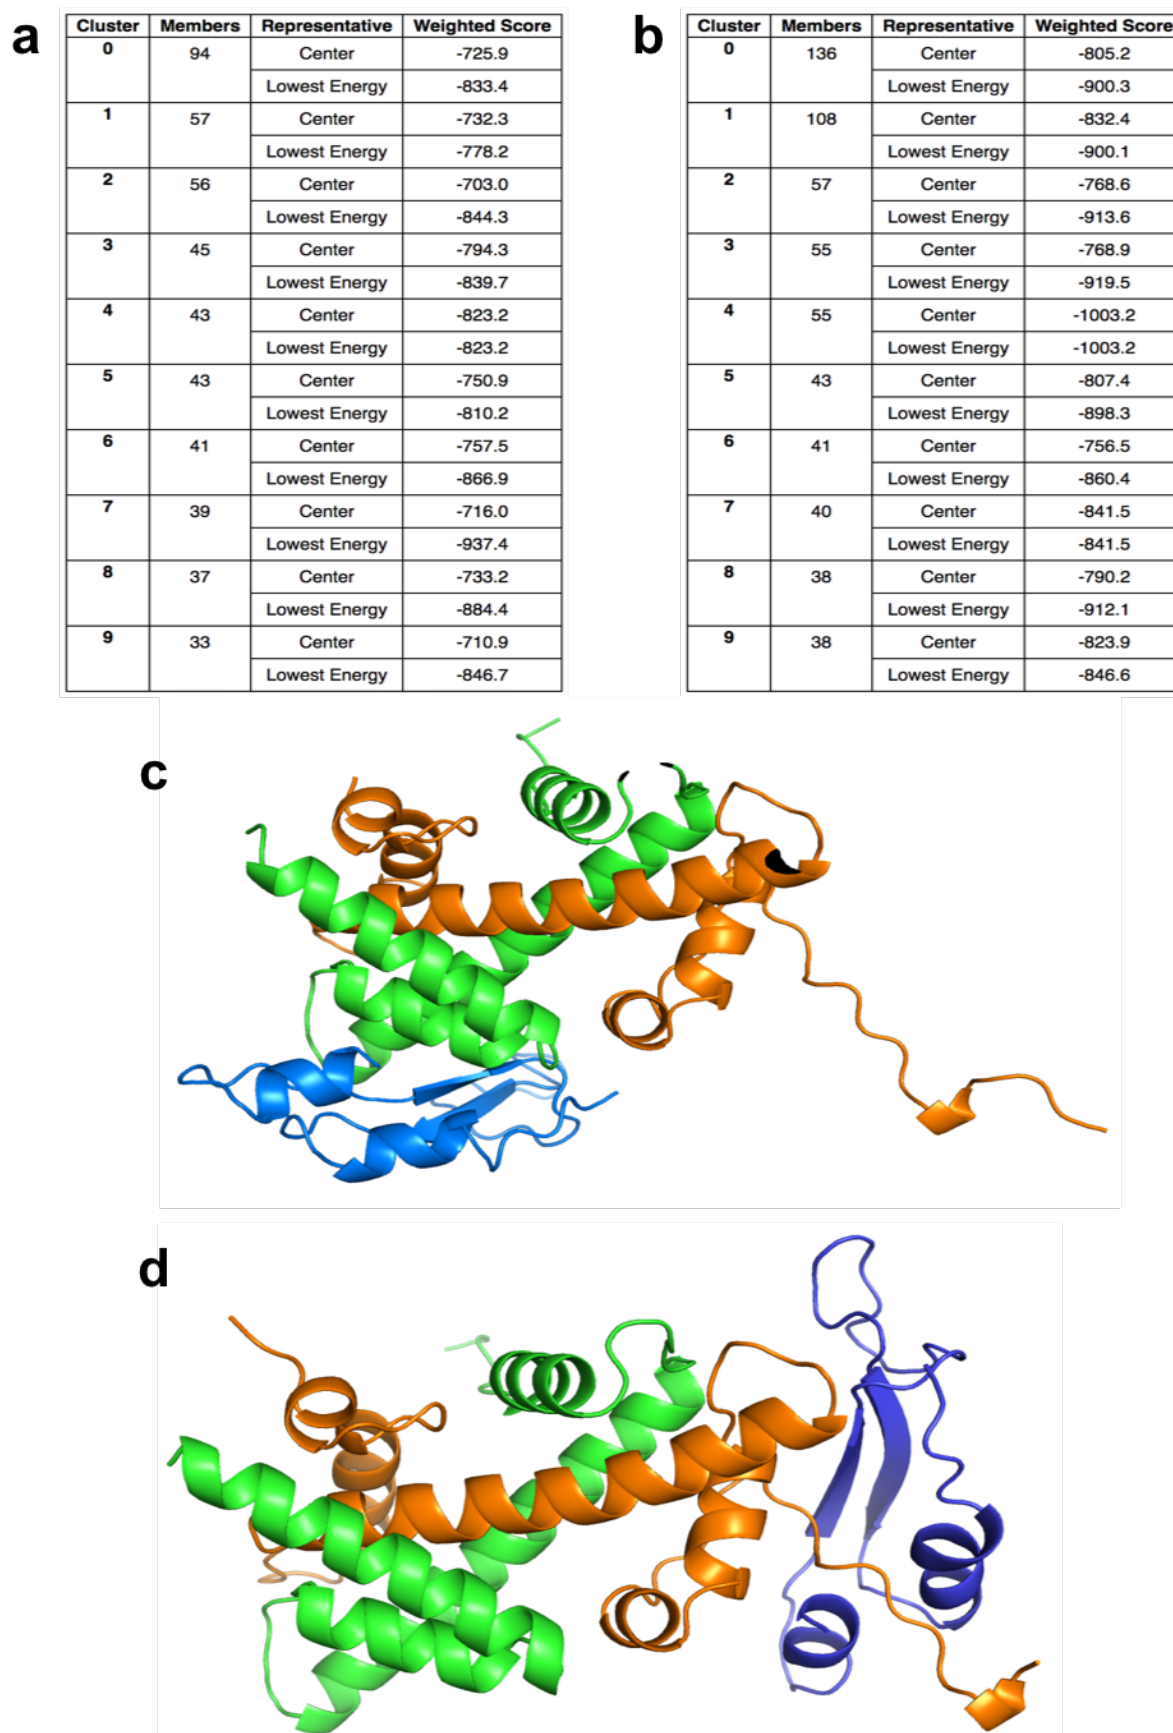 a
Cluster Members Representative Weighted Score
0 94 Center -725.9
Lowest Energy -833.4
1 57 Center -732.3
Lowest Energy -778.2
2 56 Center -703.0
Lowest Energy -844.3
3 45 Center -794.3
Lowest Energy -839.7
4 43 Center -823.2
Lowest Energy -823.2
5 43 Center -750.9
Lowest Energy -810.2
6 41 Center -757.5
Lowest Energy -866.9
7 39 Center -716.0
Lowest Energy -937.4
8 37 Center -733.2
Lowest Energy -884.4
9 33 Center -710.9
Lowest Energy -846.7
b
Cluster Members Representative Weighted Score
0 136 Center -805.2
Lowest Energy -900.3
1 108 Center -832.4
Lowest Energy -900.1
2 57 Center -768.6
Lowest Energy -913.6
3 55 Center -768.9
Lowest Energy -919.5
4 55 Center -1003.2
Lowest Energy -1003.2
5 43 Center -807.4
Lowest Energy -898.3
6 41 Center -756.5
Lowest Energy -860.4
7 40 Center -841.5
Lowest Energy -841.5
8 38 Center -790.2
Lowest Energy -912.1
9 38 Center -823.9
Lowest Energy -846.6
c
d